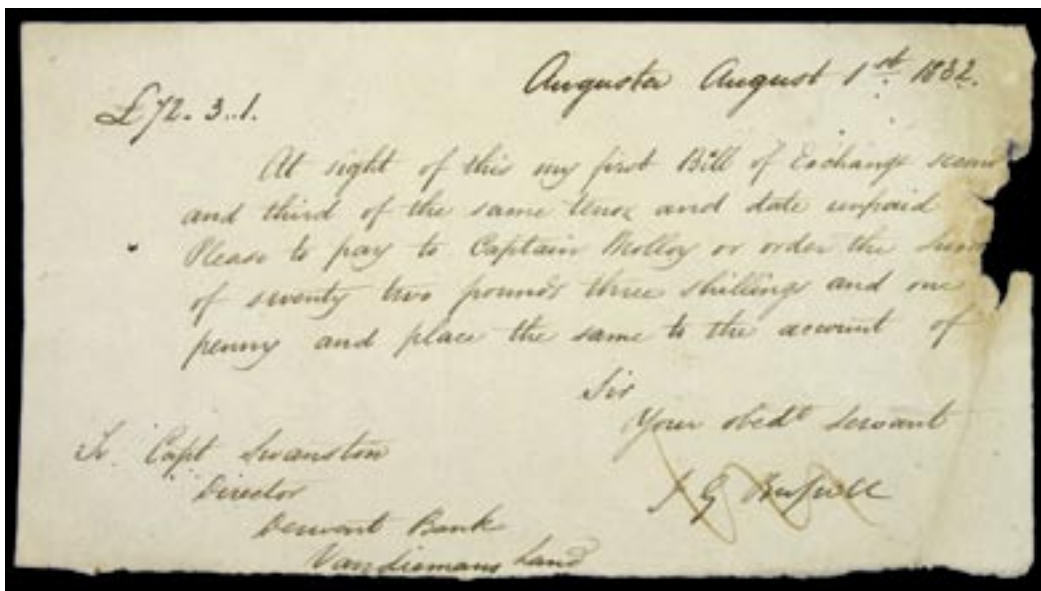 Augusta August 1st 1832.
£72.3.1.
At sight of this my first Bill of Exchange secon
and third of the same tenor and date unpaid
Please to pay to Captain Molloy or order the sum
of seventy two pounds three shillings and one
penny and place the same to the account of
Sir
Your obedt Servant
J G Bussell
To Capt Swanston
Director
Derwent Bank
Vandiemans Land